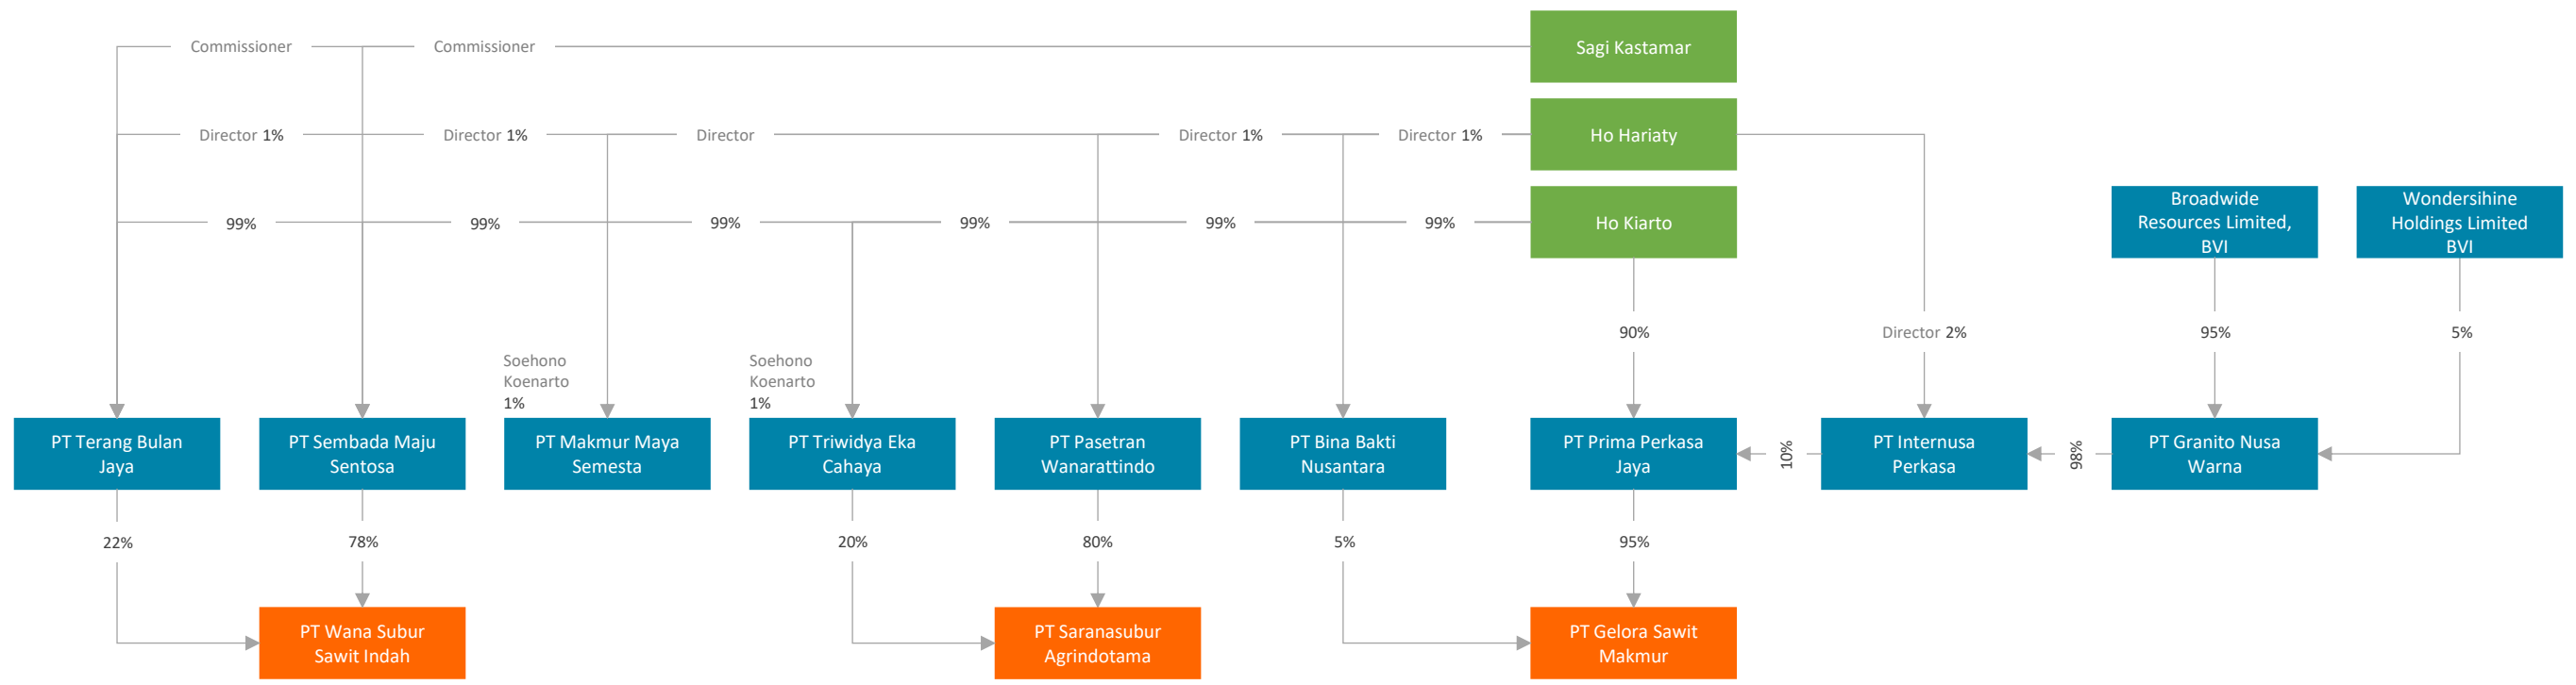 Commissioner
Commissioner
Sagi Kastamar
Director 1%
Director 1%
Director
Director 1%
Director 1%
Ho Hariaty
99%
99%
99%
99%
99%
99%
Ho Kiarto
Broadwide
Resources Limited,
BVI
Wondersihine
Holdings Limited
BVI
90%
Director 2%
95%
5%
Soehono
Koenarto
1%
Soehono
Koenarto
1%
PT Terang Bulan
Jaya
PT Sembada Maju
Sentosa
PT Makmur Maya
Semesta
PT Triwidya Eka
Cahaya
PT Pasetran
Wanarattindo
PT Bina Bakti
Nusantara
PT Prima Perkasa
Jaya
10%
PT Internusa
Perkasa
98%
PT Granito Nusa
Warna
22%
78%
20%
80%
5%
95%
PT Wana Subur
Sawit Indah
PT Saranasubur
Agrindotama
PT Gelora Sawit
Makmur